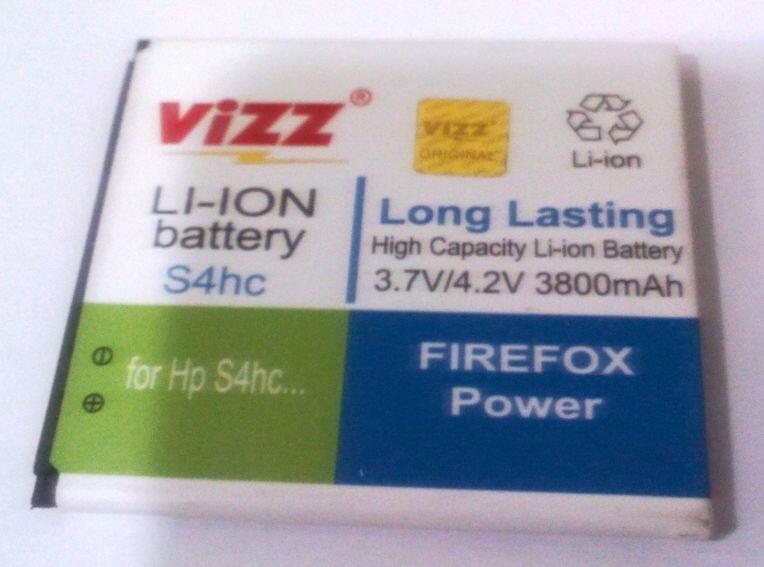 ViZZ®
LI-ION
battery
S4hc
ViZZ
ORIGINAL
Li-ion
Long Lasting
High Capacity Li-ion Battery
3.7V/4.2V 3800mAh
for Hp S4hc...
FIREFOX
Power